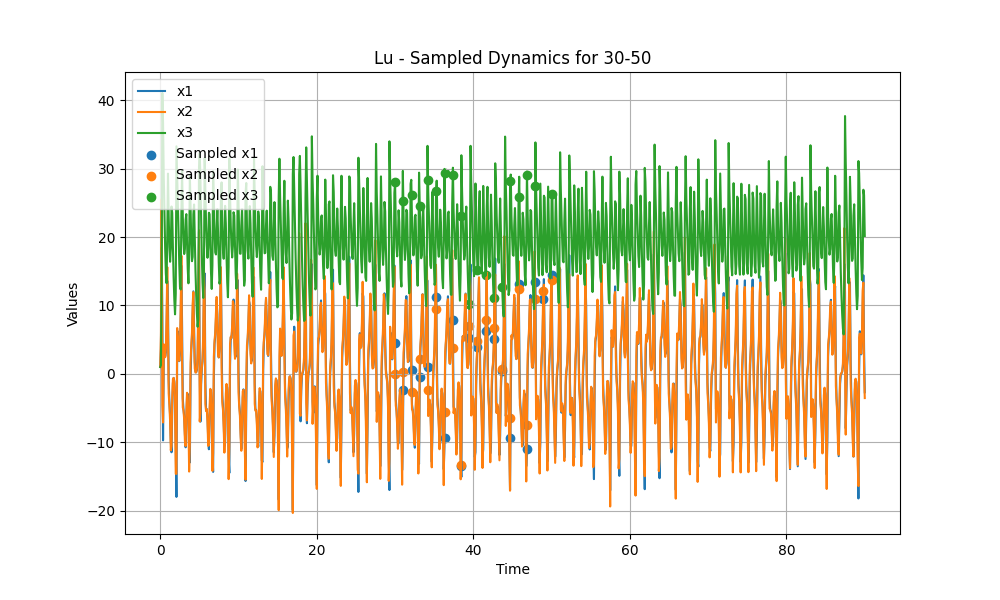 Lu - Sampled Dynamics for 30-50
x1
x2
x3
Sampled x1
Sampled x2
Sampled x3
Values
40
30
20
10
0
−10
−20
0
20
40
60
80
Time